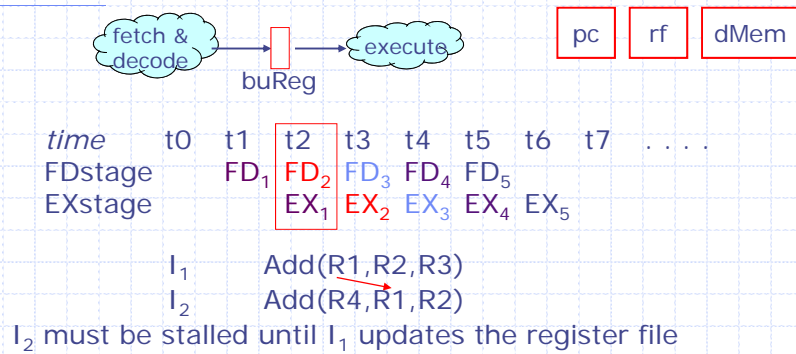 fetch & decode
buReg
execute
pc
rf
dMem
time t0 t1 t2 t3 t4 t5 t6 t7 . . . .
FDstage FD₁ FD₂ FD₃ FD₄ FD₅
EXstage EX₁ EX₂ EX₃ EX₄ EX₅
I₁ Add(R1,R2,R3)
I₂ Add(R4,R1,R2)
I₂ must be stalled until I₁ updates the register file